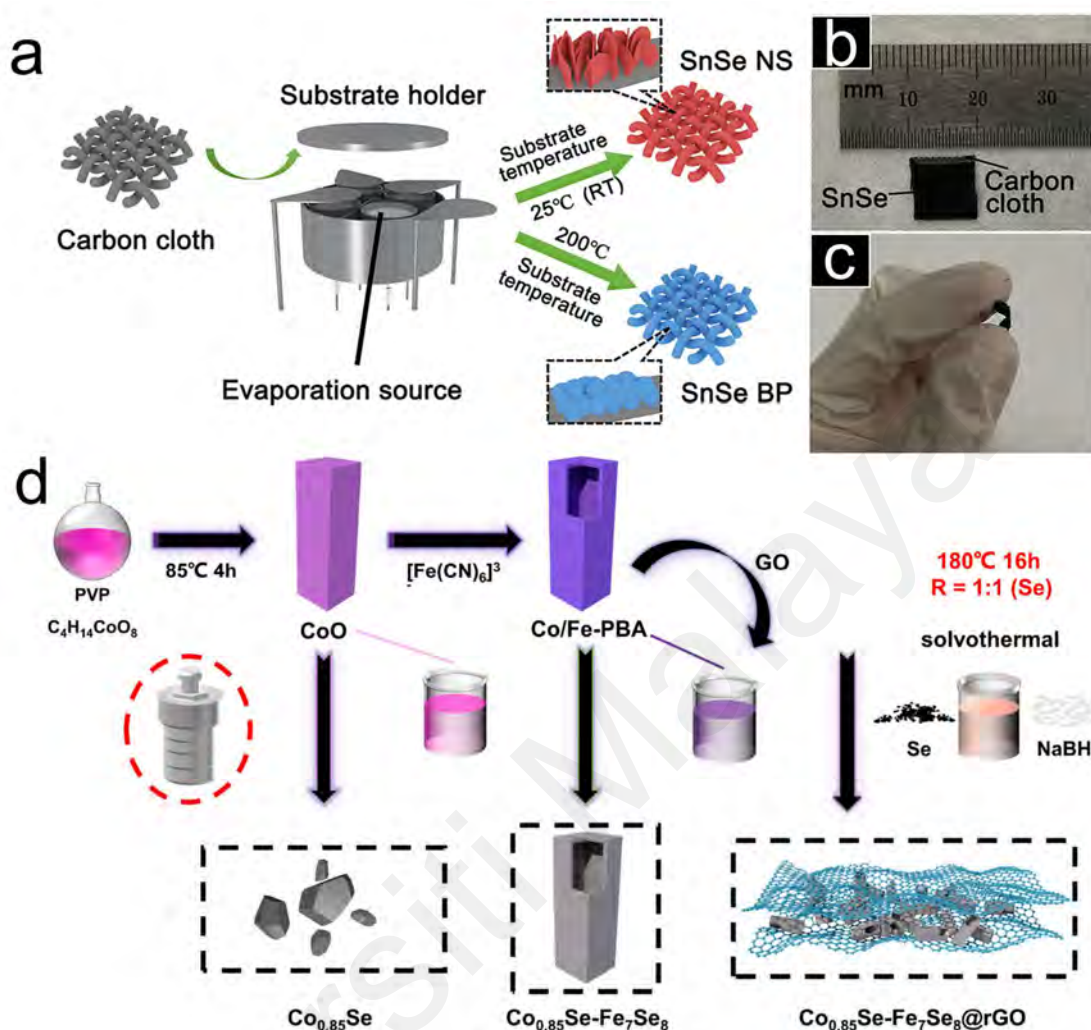 a
Carbon cloth
Substrate holder
Evaporation source
Substrate
temperature
25℃ (RT)
200℃
Substrate
temperature
SnSe NS
SnSe BP
b
mm 10 20 30
SnSe
Carbon
cloth
c
d
PVP
C₄H₁₄CoO₈
85℃ 4h
CoO
[Fe(CN)₆]³
Co/Fe-PBA
GO
180℃ 16h
R = 1:1 (Se)
solvothermal
Se
NaBH
Co₀.₈₅Se
Co₀.₈₅Se-Fe₇Se₈
Co₀.₈₅Se-Fe₇Se₈@rGO
rsiti Malaya